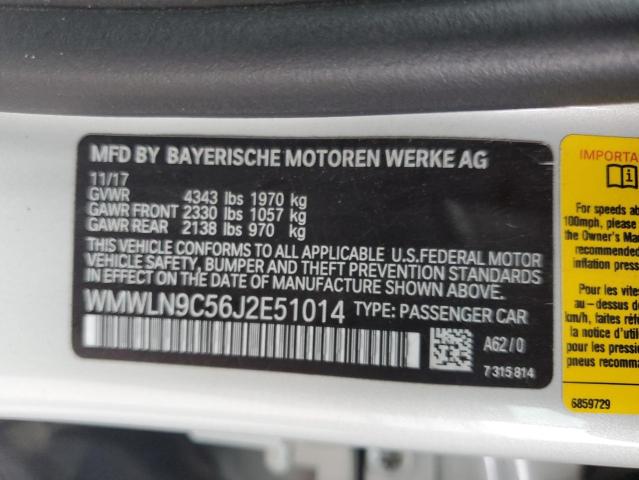 MFD BY BAYERISCHE MOTOREN WERKE AG
11/17
GVWR 4343 lbs 1970 kg
GAWR FRONT 2330 lbs 1057 kg
GAWR REAR 2138 lbs 970 kg
THIS VEHICLE CONFORMS TO ALL APPLICABLE U.S.FEDERAL MOTOR
VEHICLE SAFETY, BUMPER AND THEFT PREVENTION STANDARDS
IN EFFECT ON THE DATE OF MANUFACTURE SHOWN ABOVE.
WMWLN9C56J2E51014 TYPE: PASSENGER CAR
A62/0
7315814
IMPORTA
For speeds ab
100mph, please
the Owner's Ma
recommended
inflation press
Pour les vites
au-dessus de
km/h, faites réfé
la notice d'util
pour les
pneus recomma
6859729